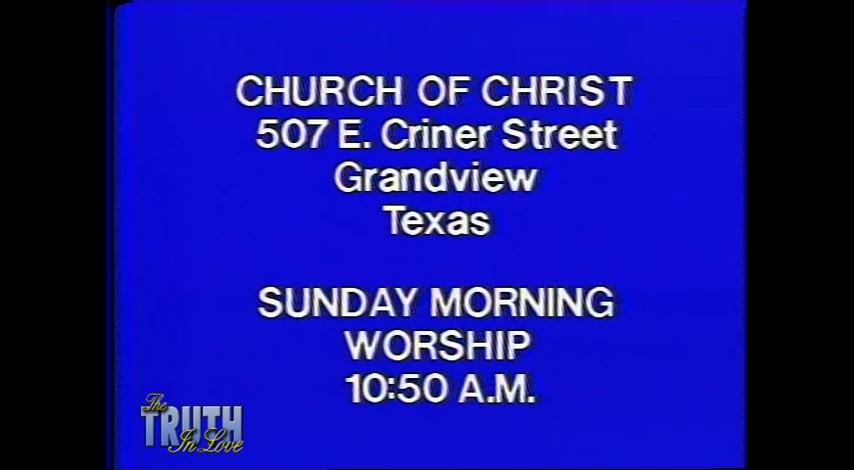 CHURCH OF CHRIST
507 E. Criner Street
Grandview
Texas
SUNDAY MORNING
WORSHIP
10:50 A.M.
The
TRUTH
In Love